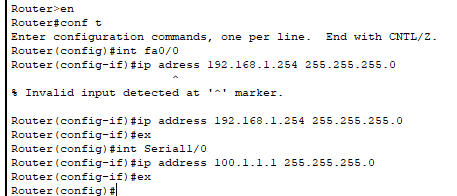 Router>en
Router#conf t
Enter configuration commands, one per line.  End with CNTL/Z.
Router(config)#int fa0/0
Router(config-if)#ip adress 192.168.1.254 255.255.255.0
                        ^
% Invalid input detected at '^' marker.

Router(config-if)#ip address 192.168.1.254 255.255.255.0
Router(config-if)#ex
Router(config)#int Serial1/0
Router(config-if)#ip address 100.1.1.1 255.255.255.0
Router(config-if)#ex
Router(config)#